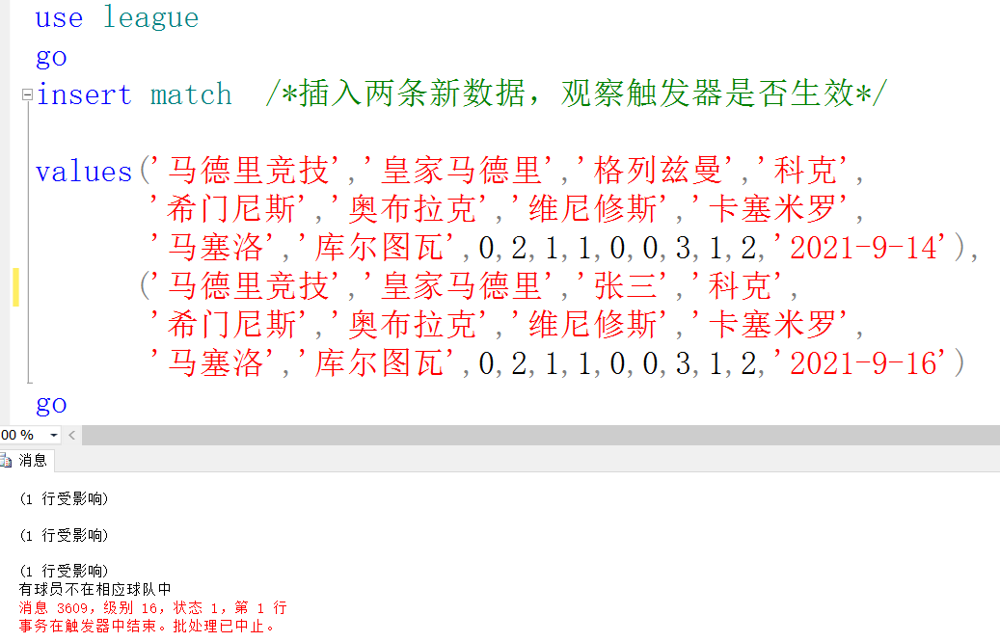 use league
go
insert match  /*插入两条新数据，观察触发器是否生效*/
values('马德里竞技','皇家马德里','格列兹曼','科克',
'希门尼斯','奥布拉克','维尼修斯','卡塞米罗',
'马塞洛','库尔图瓦',0,2,1,1,0,0,3,1,2,'2021-9-14'),
('马德里竞技','皇家马德里','张三','科克',
'希门尼斯','奥布拉克','维尼修斯','卡塞米罗',
'马塞洛','库尔图瓦',0,2,1,1,0,0,3,1,2,'2021-9-16')
go
00 %
消息
(1 行受影响)
(1 行受影响)
(1 行受影响)
有球员不在相应球队中
消息 3609，级别 16，状态 1，第 1 行
事务在触发器中结束。批处理已中止。